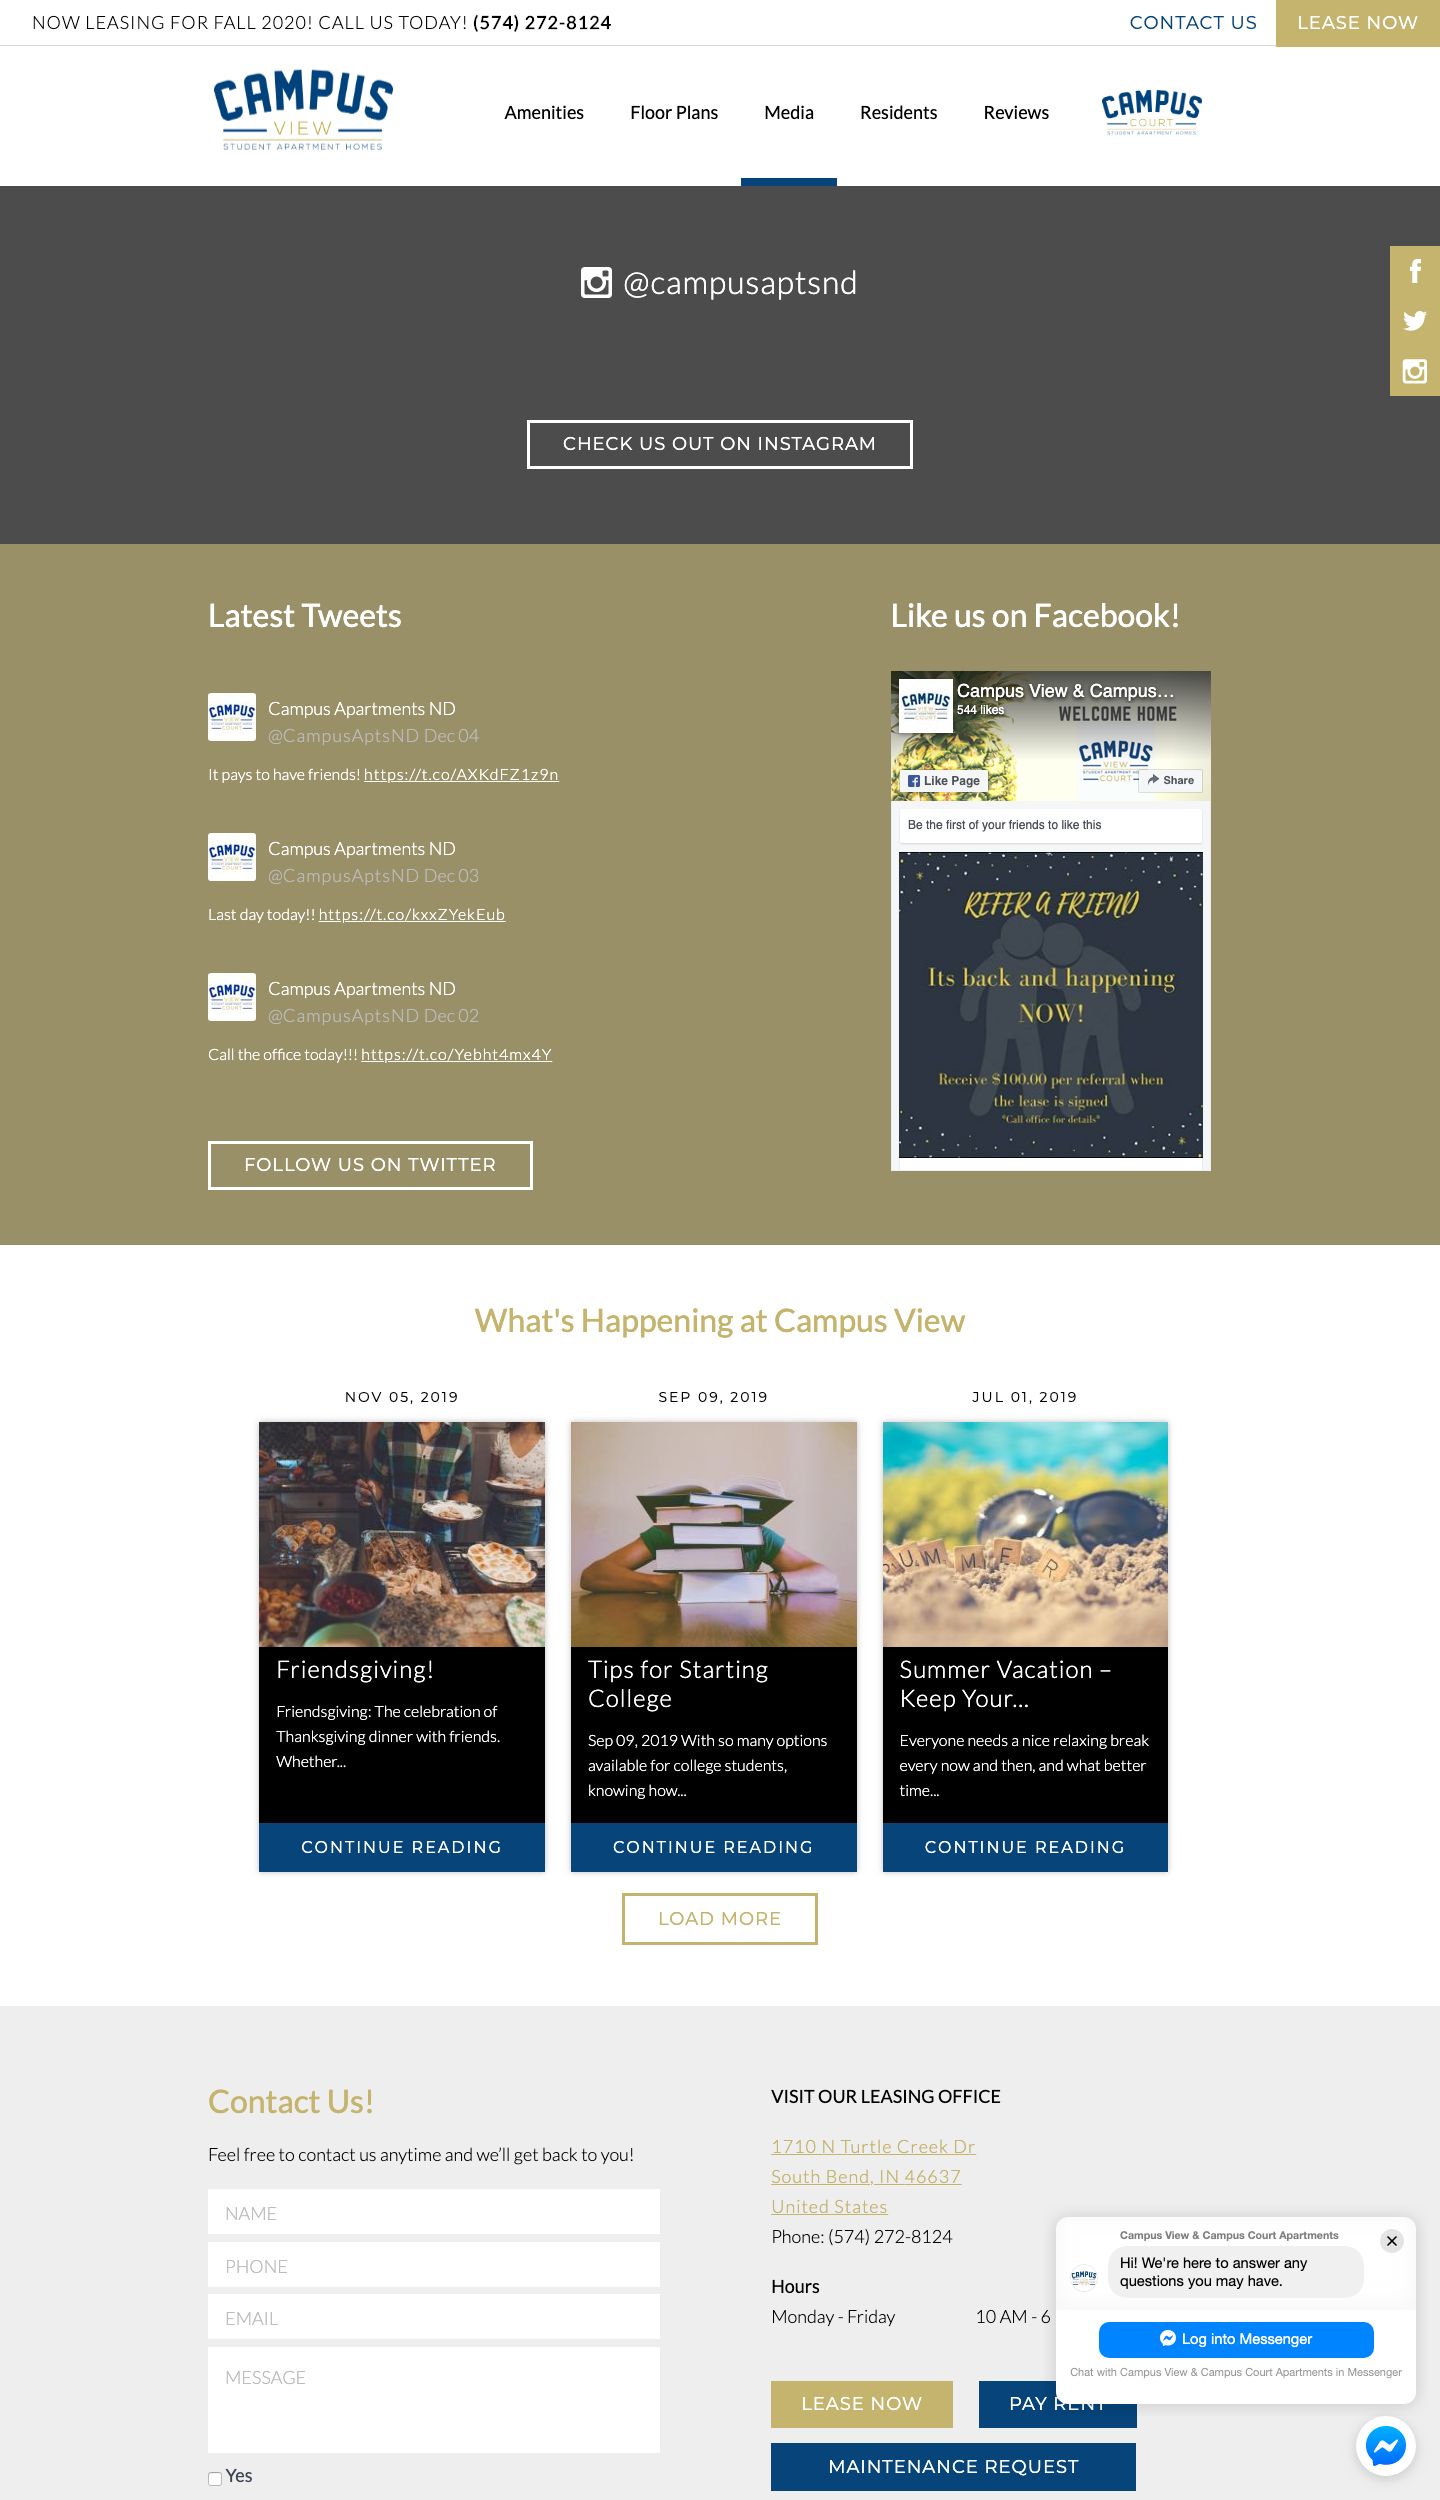 NOW LEASING FOR FALL 2020! CALL US TODAY! (574) 272-8124
CONTACT US
LEASE NOW
CAMPUS
VIEW
STUDENT APARTMENT HOMES
Amenities
Floor Plans
Media
Residents
Reviews
CAMPUS
COURT
STUDENT APARTMENT HOMES
@campusaptsnd
CHECK US OUT ON INSTAGRAM
Latest Tweets
Campus Apartments ND
@CampusAptsND Dec 04
It pays to have friends! https://t.co/AXKdFZ1z9n
Campus Apartments ND
@CampusAptsND Dec 03
Last day today!! https://t.co/kxxZYekEub
Campus Apartments ND
@CampusAptsND Dec 02
Call the office today!!! https://t.co/Yebht4mx4Y
FOLLOW US ON TWITTER
Like us on Facebook!
Campus View & Campus...
544 likes
WELCOME HOME
CAMPUS
VIEW
COURT
Like Page
Share
Be the first of your friends to like this
REFER A FRIEND
Its back and happening
NOW!
Receive $100.00 per referral when
the lease is signed
*Call office for details*
What's Happening at Campus View
NOV 05, 2019
Friendsgiving!
Friendsgiving: The celebration of
Thanksgiving dinner with friends.
Whether...
CONTINUE READING
SEP 09, 2019
Tips for Starting
College
Sep 09, 2019 With so many options
available for college students,
knowing how...
CONTINUE READING
JUL 01, 2019
UMMER
Summer Vacation –
Keep Your...
Everyone needs a nice relaxing break
every now and then, and what better
time...
CONTINUE READING
LOAD MORE
Contact Us!
Feel free to contact us anytime and we’ll get back to you!
NAME
PHONE
EMAIL
MESSAGE
Yes
VISIT OUR LEASING OFFICE
1710 N Turtle Creek Dr
South Bend, IN 46637
United States
Phone: (574) 272-8124
Hours
Monday - Friday 10 AM - 6
LEASE NOW
PAY RENT
MAINTENANCE REQUEST
Campus View & Campus Court Apartments
Hi! We're here to answer any
questions you may have.
Log into Messenger
Chat with Campus View & Campus Court Apartments in Messenger